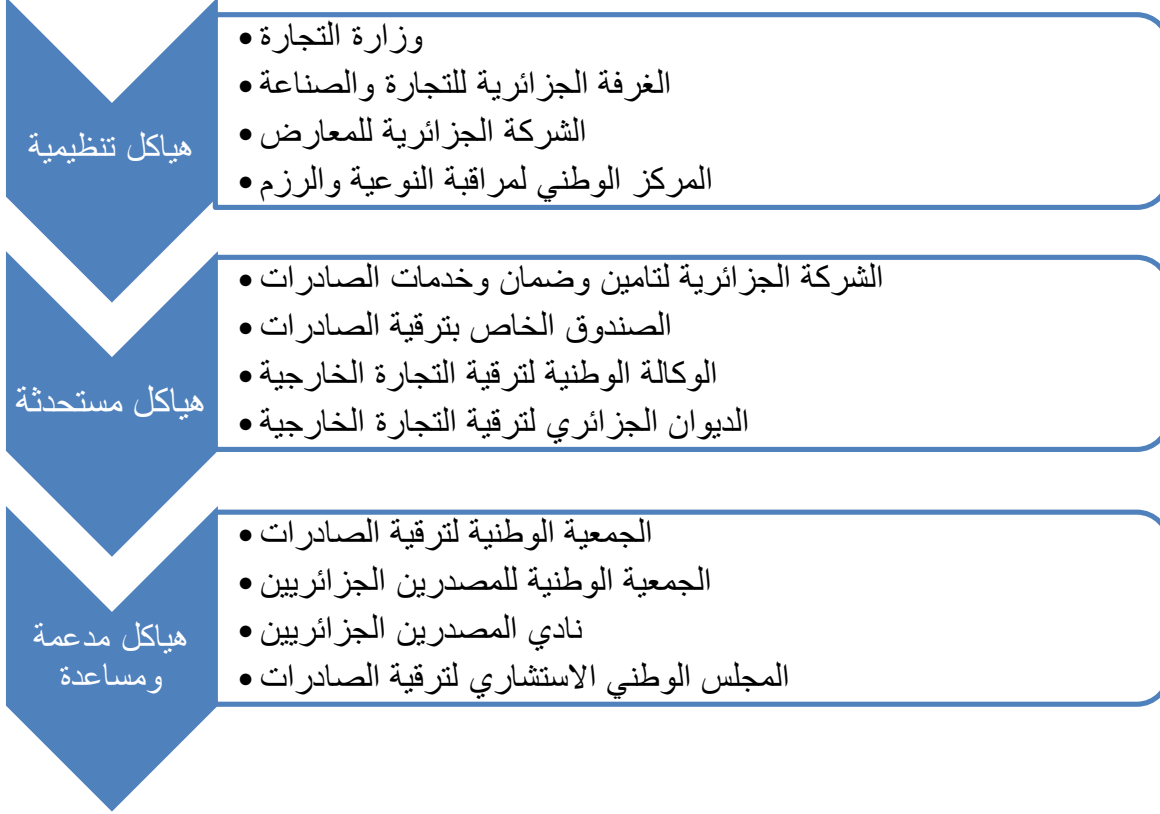 هياكل تنظيمية
وزارة التجارة •
الغرفة الجزائرية للتجارة والصناعة •
الشركة الجزائرية للمعارض •
المركز الوطني لمراقبة النوعية والرزم •
هياكل مستحدثة
الشركة الجزائرية لتامين وضمان وخدمات الصادرات •
الصندوق الخاص بترقية الصادرات •
الوكالة الوطنية لترقية التجارة الخارجية •
الديوان الجزائري لترقية التجارة الخارجية •
هياكل مدعمة
ومساعدة
الجمعية الوطنية لترقية الصادرات •
الجمعية الوطنية للمصدرين الجزائريين •
نادي المصدرين الجزائريين •
المجلس الوطني الاستشاري لترقية الصادرات •